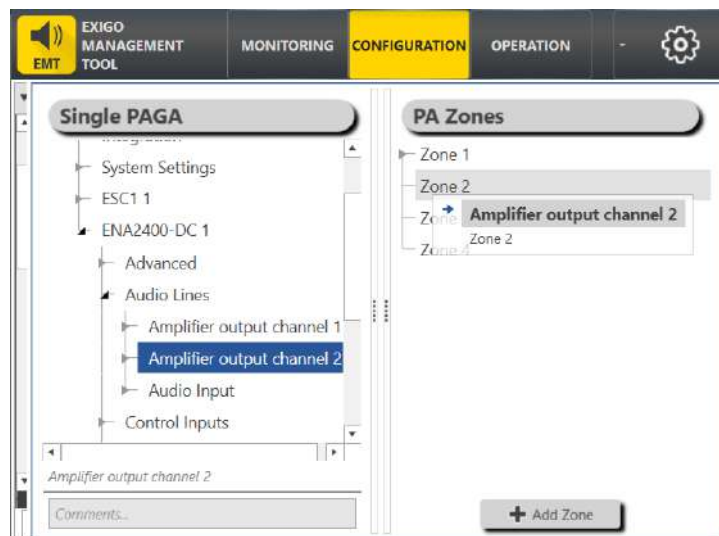 EXIGO
MANAGEMENT
TOOL
EMT
MONITORING
CONFIGURATION
OPERATION
-
Single PAGA
System Settings
ESC1 1
ENA2400-DC 1
Advanced
Audio Lines
Amplifier output channel 1
Amplifier output channel 2
Audio Input
Control Inputs
Amplifier output channel 2
Comments...
PA Zones
Zone 1
Zone 2
Amplifier output channel 2
Zone 2
Zone 4
Add Zone